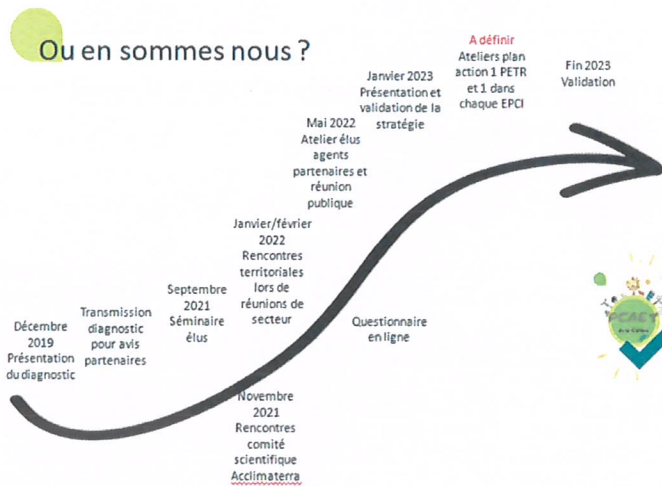 Ou en sommes nous ?
Décembre
2019
Présentation
du diagnostic
Transmission
diagnostic
pour avis
partenaires
Septembre
2021
Séminaire
élus
Novembre
2021
Rencontres
comité
scientifique
Acclimaterra
Janvier/février
2022
Rencontres
territoriales
lors de
réunions de
secteur
Mai 2022
Atelier élus
agents
partenaires et
réunion
publique
Questionnaire
en ligne
Janvier 2023
Présentation et
validation de la
stratégie
A définir
Ateliers plan
action 1 PETR
et 1 dans
chaque EPCI
Fin 2023
Validation
PCAET